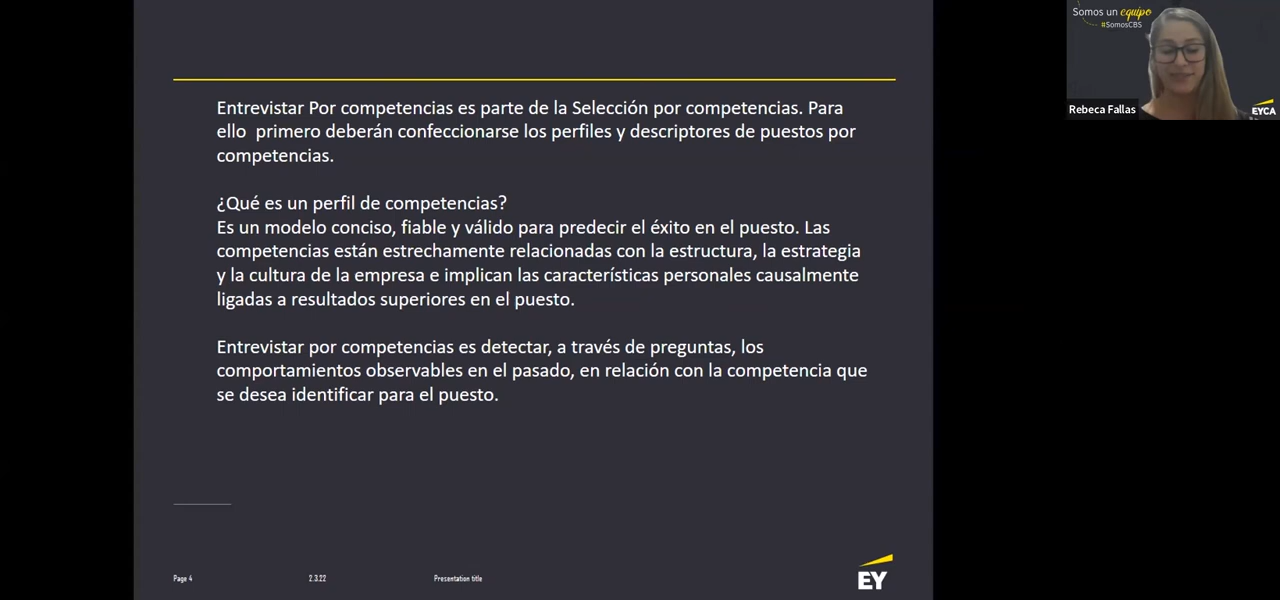 Entrevistar Por competencias es parte de la Selección por competencias. Para
ello primero deberán confeccionarse los perfiles y descriptores de puestos por
competencias.
¿Qué es un perfil de competencias?
Es un modelo conciso, fiable y válido para predecir el éxito en el puesto. Las
competencias están estrechamente relacionadas con la estructura, la estrategia
y la cultura de la empresa e implican las características personales causalmente
ligadas a resultados superiores en el puesto.
Entrevistar por competencias es detectar, a través de preguntas, los
comportamientos observables en el pasado, en relación con la competencia que
se desea identificar para el puesto.
Page 4 2.3.22 Presentation title
EY
Somos un equipo
#SomosCBS
Rebeca Fallas
EYCA